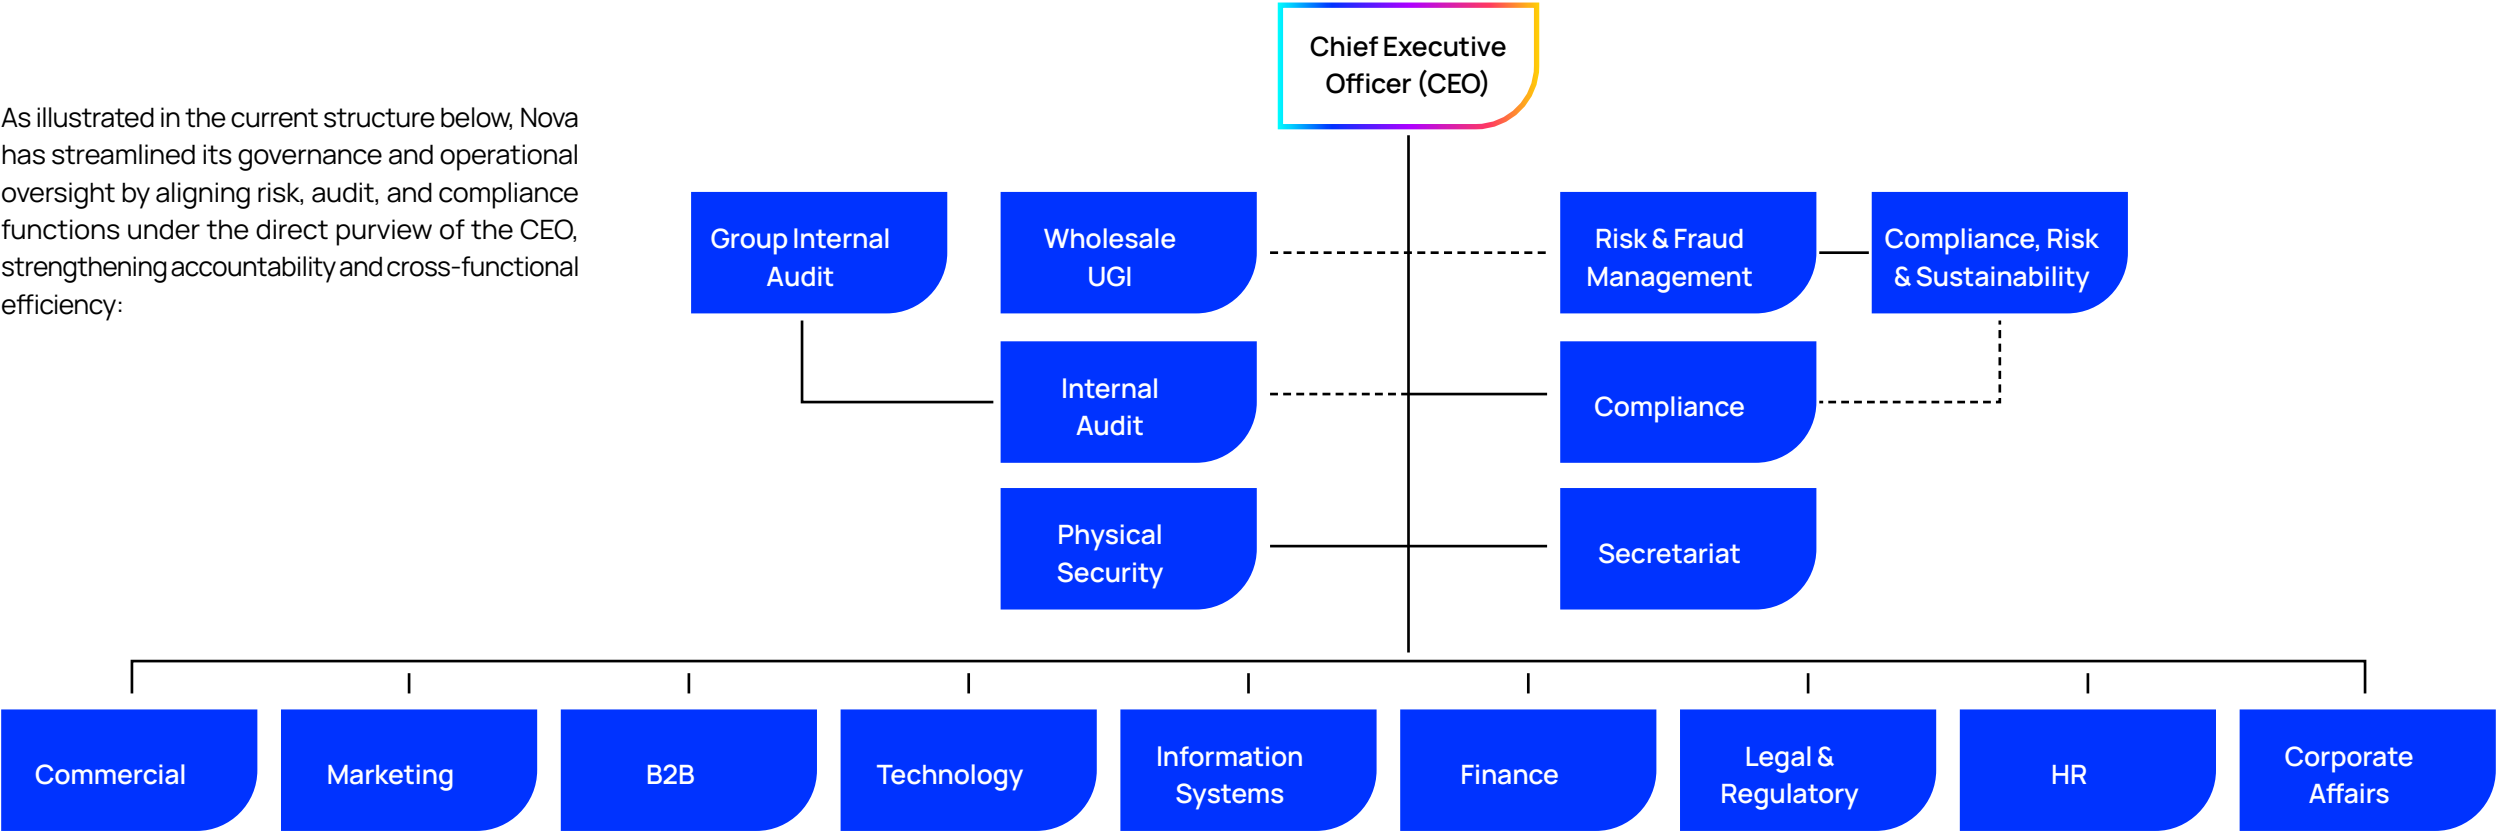 Chief Executive
Officer (CEO)
As illustrated in the current structure below, Nova
has streamlined its governance and operational
oversight by aligning risk, audit, and compliance
functions under the direct purview of the CEO,
strengthening accountability and cross-functional
efficiency:
Group Internal
Audit
Wholesale
UGI
Risk & Fraud
Management
Compliance, Risk
& Sustainability
Internal
Audit
Compliance
Physical
Security
Secretariat
Commercial
Marketing
B2B
Technology
Information
Systems
Finance
Legal &
Regulatory
HR
Corporate
Affairs